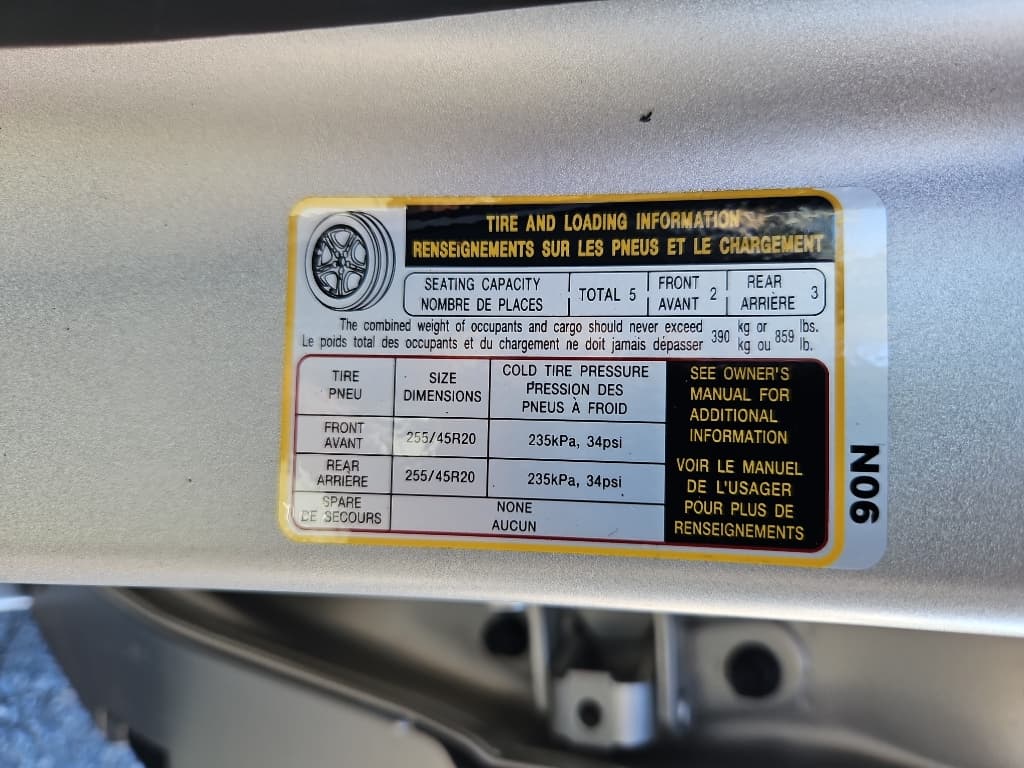 TIRE AND LOADING INFORMATION
RENSEIGNEMENTS SUR LES PNEUS ET LE CHARGEMENT
SEATING CAPACITY
NOMBRE DE PLACES
TOTAL 5
FRONT
AVANT
2
REAR
ARRIÈRE
3
The combined weight of occupants and cargo should never exceed 390 kg or 859 lbs.
Le poids total des occupants et du chargement ne doit jamais dépasser kg ou lb.
TIRE
PNEU
SIZE
DIMENSIONS
COLD TIRE PRESSURE
PRESSION DES
PNEUS À FROID
FRONT
AVANT
255/45R20
235kPa, 34psi
REAR
ARRIÈRE
255/45R20
235kPa, 34psi
SPARE
DE SECOURS
NONE
AUCUN
SEE OWNER'S
MANUAL FOR
ADDITIONAL
INFORMATION
VOIR LE MANUEL
DE L'USAGER
POUR PLUS DE
RENSEIGNEMENTS
N06